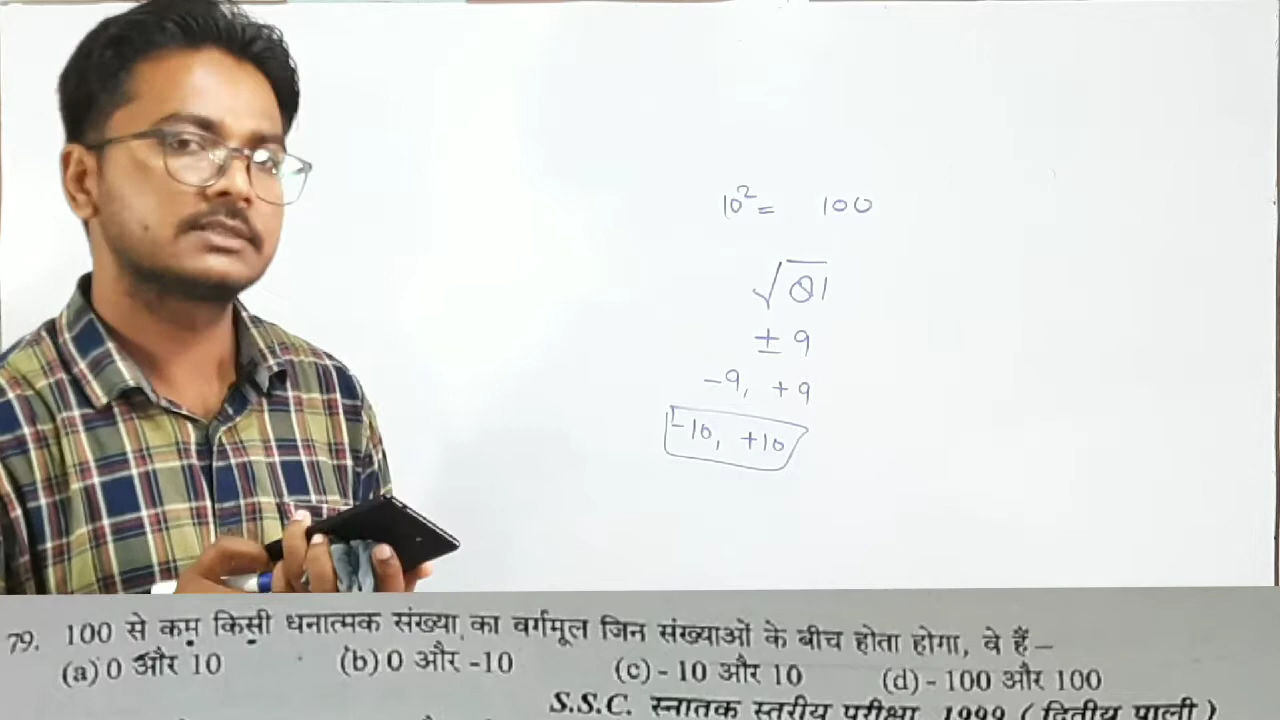 10² = 100
√81
± 9
-9, +9
-10, +10
79. 100 से कम किसी धनात्मक संख्या का वर्गमूल जिन संख्याओं के बीच होता होगा, वे हैं–
(a) 0 और 10 (b) 0 और -10 (c) - 10 और 10 (d) - 100 और 100
S.S.C. स्नातक स्तरीय परीक्षा, 1999 ( द्वितीय पाली )